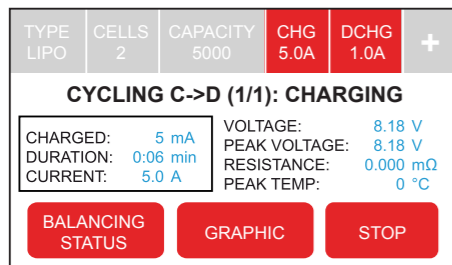 TYPE CELLS CAPACITY CHG DCHG +
LIPO 2 5000 5.0A 1.0A
CYCLING C->D (1/1): CHARGING
CHARGED: 5 mA
DURATION: 0:06 min
CURRENT: 5.0 A
VOLTAGE: 8.18 V
PEAK VOLTAGE: 8.18 V
RESISTANCE: 0.000 mΩ
PEAK TEMP: 0 °C
BALANCING
STATUS
GRAPHIC
STOP